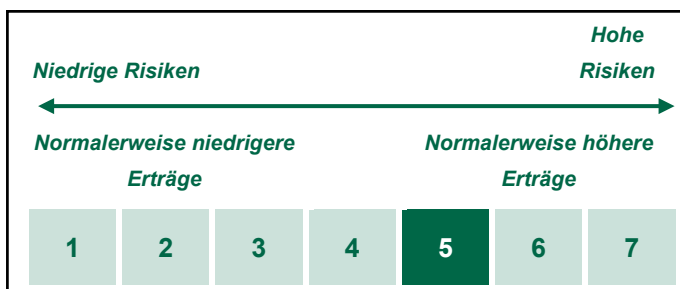 Hohe
Niedrige Risiken Risiken
Normalerweise niedrigere Normalerweise höhere
Erträge Erträge
1 2 3 4 5 6 7